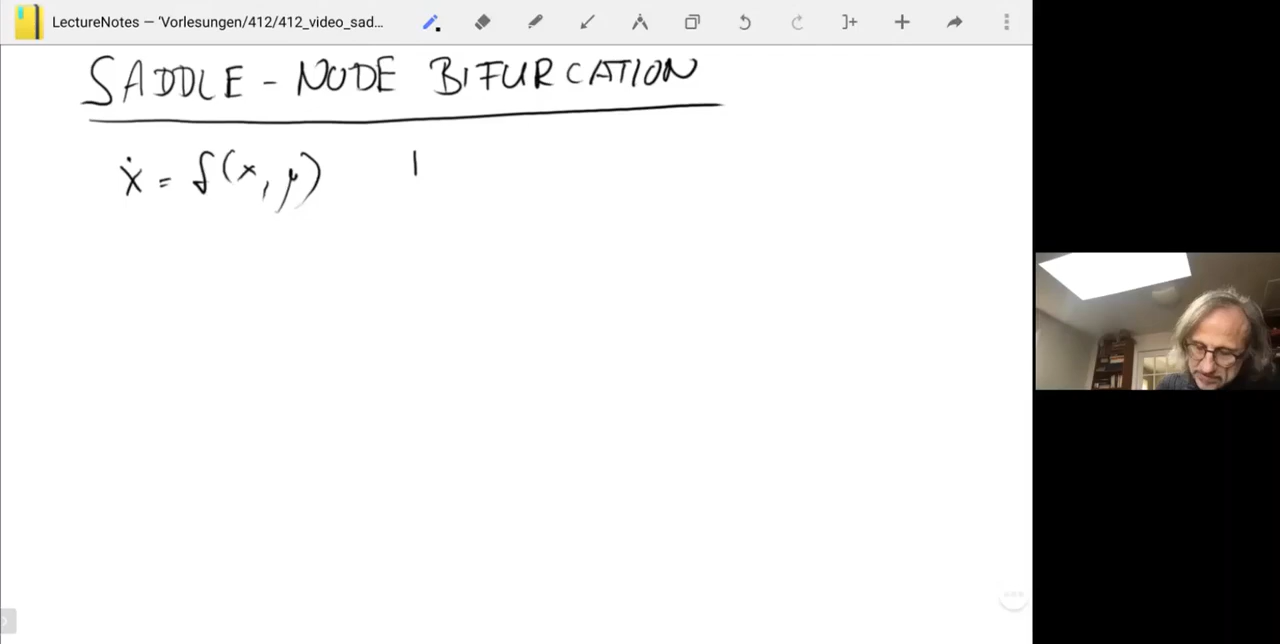 LectureNotes — ‘Vorlesungen/412/412_video_sad...
SADDLE-NODE BIFURCATION
ẋ = f(x, μ)